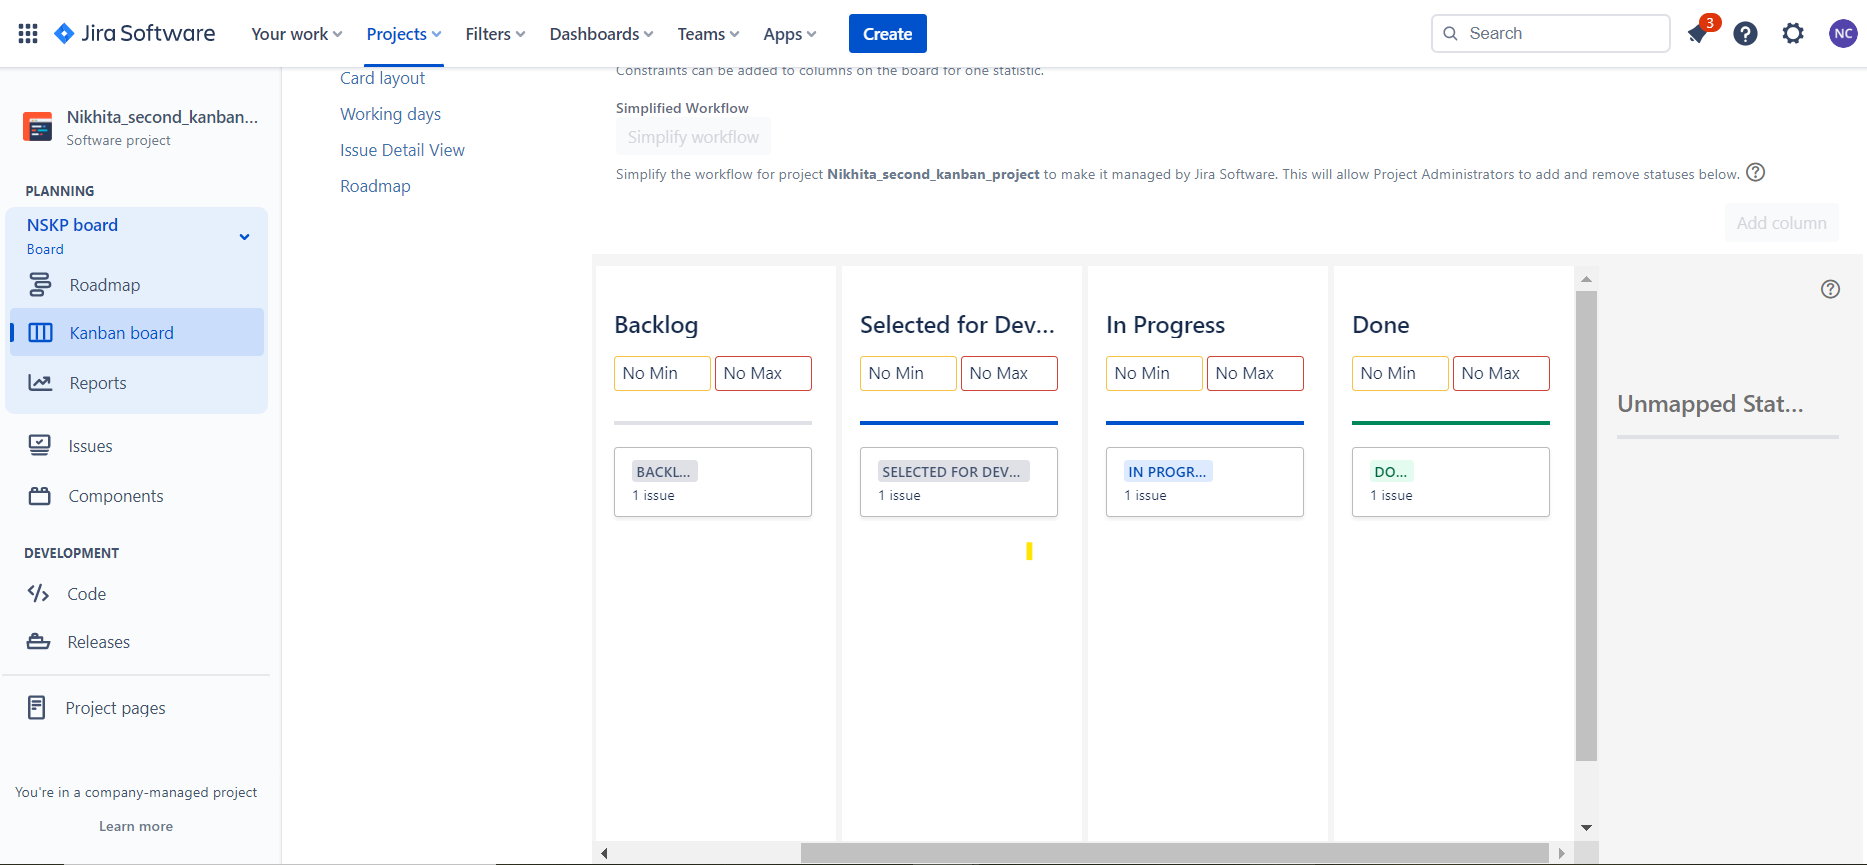 Jira Software
Your work
Projects
Filters
Dashboards
Teams
Apps
Create
Search
3
NC
Nikhita_second_kanban...
Software project
PLANNING
NSKP board
Board
Roadmap
Kanban board
Reports
Issues
Components
DEVELOPMENT
Code
Releases
Project pages
You're in a company-managed project
Learn more
Card layout
Working days
Issue Detail View
Roadmap
Constraints can be added to columns on the board for one statistic.
Simplified Workflow
Simplify workflow
Simplify the workflow for project Nikhita_second_kanban_project to make it managed by Jira Software. This will allow Project Administrators to add and remove statuses below.
Add column
Backlog
No Min No Max
BACKL...
1 issue
Selected for Dev...
No Min No Max
SELECTED FOR DEV...
1 issue
In Progress
No Min No Max
IN PROGR...
1 issue
Done
No Min No Max
DO...
1 issue
Unmapped Stat...